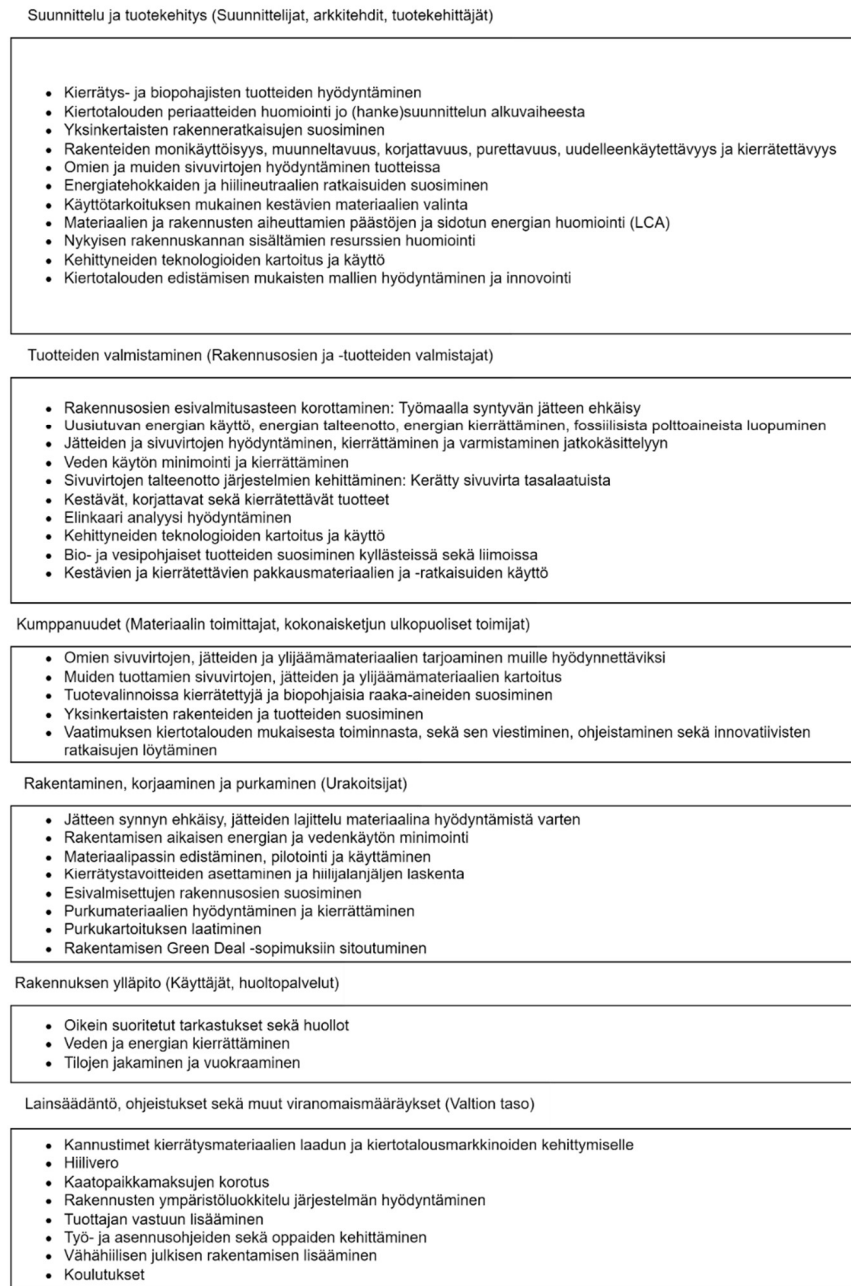 Suunnittelu ja tuotekehitys (Suunnittelijat, arkkitehdit, tuotekehittäjät)
• Kierrätys- ja biopohajisten tuotteiden hyödyntäminen
• Kiertotalouden periaatteiden huomiointi jo (hanke)suunnittelun alkuvaiheesta
• Yksinkertaisten rakenneratkaisujen suosiminen
• Rakenteiden monikäyttöisyys, muunneltavuus, korjattavuus, purettavuus, uudelleenkäytettävyys ja kierrätettävyys
• Omien ja muiden sivuvirtojen hyödyntäminen tuotteissa
• Energiatehokkaiden ja hiilineutraalien ratkaisuiden suosiminen
• Käyttötarkoituksen mukainen kestävien materiaalien valinta
• Materiaalien ja rakennusten aiheuttamien päästöjen ja sidotun energian huomiointi (LCA)
• Nykyisen rakennuskannan sisältämien resurssien huomiointi
• Kehittyneiden teknologioiden kartoitus ja käyttö
• Kiertotalouden edistämisen mukaisten mallien hyödyntäminen ja innovointi
Tuotteiden valmistaminen (Rakennusosien ja -tuotteiden valmistajat)
• Rakennusosien esivalmitusasteen korottaminen: Työmaalla syntyvän jätteen ehkäisy
• Uusiutuvan energian käyttö, energian talteenotto, energian kierrättäminen, fossiilisista polttoaineista luopuminen
• Jätteiden ja sivuvirtojen hyödyntäminen, kierrättäminen ja varmistaminen jatkokäsittelyyn
• Veden käytön minimointi ja kierrättäminen
• Sivuvirtojen talteenotto järjestelmien kehittäminen: Kerätty sivuvirta tasalaatuista
• Kestävät, korjattavat sekä kierrätettävät tuotteet
• Elinkaari analyysi hyödyntäminen
• Kehittyneiden teknologioiden kartoitus ja käyttö
• Bio- ja vesipohjaiset tuotteiden suosiminen kyllästeissä sekä liimoissa
• Kestävien ja kierrätettävien pakkausmateriaalien ja -ratkaisuiden käyttö
Kumppanuudet (Materiaalin toimittajat, kokonaisketjun ulkopuoliset toimijat)
• Omien sivuvirtojen, jätteiden ja ylijäämämateriaalien tarjoaminen muille hyödynnettäviksi
• Muiden tuottamien sivuvirtojen, jätteiden ja ylijäämämateriaalien kartoitus
• Tuotevalinnoissa kierrätettyjä ja biopohjaisia raaka-aineiden suosiminen
• Yksinkertaisten rakenteiden ja tuotteiden suosiminen
• Vaatimuksen kiertotalouden mukaisesta toiminnasta, sekä sen viestiminen, ohjeistaminen sekä innovatiivisten
ratkaisujen löytäminen
Rakentaminen, korjaaminen ja purkaminen (Urakoitsijat)
• Jätteen synnyn ehkäisy, jätteiden lajittelu materiaalina hyödyntämistä varten
• Rakentamisen aikaisen energian ja vedenkäytön minimointi
• Materiaalipassin edistäminen, pilotointi ja käyttäminen
• Kierrätystavoitteiden asettaminen ja hiilijalanjäljen laskenta
• Esivalmisettujen rakennusosien suosiminen
• Purkumateriaalien hyödyntäminen ja kierrättäminen
• Purkukartoituksen laatiminen
• Rakentamisen Green Deal -sopimuksiin sitoutuminen
Rakennuksen ylläpito (Käyttäjät, huoltopalvelut)
• Oikein suoritetut tarkastukset sekä huollot
• Veden ja energian kierrättäminen
• Tilojen jakaminen ja vuokraaminen
Lainsäädäntö, ohjeistukset sekä muut viranomaismääräykset (Valtion taso)
• Kannustimet kierrätysmateriaalien laadun ja kiertotalousmarkkinoiden kehittymiselle
• Hiilivero
• Kaatopaikkamaksujen korotus
• Rakennusten ympäristöluokkitelu järjestelmän hyödyntäminen
• Tuottajan vastuun lisääminen
• Työ- ja asennusohjeiden sekä oppaiden kehittäminen
• Vähähiilisen julkisen rakentamisen lisääminen
• Koulutukset